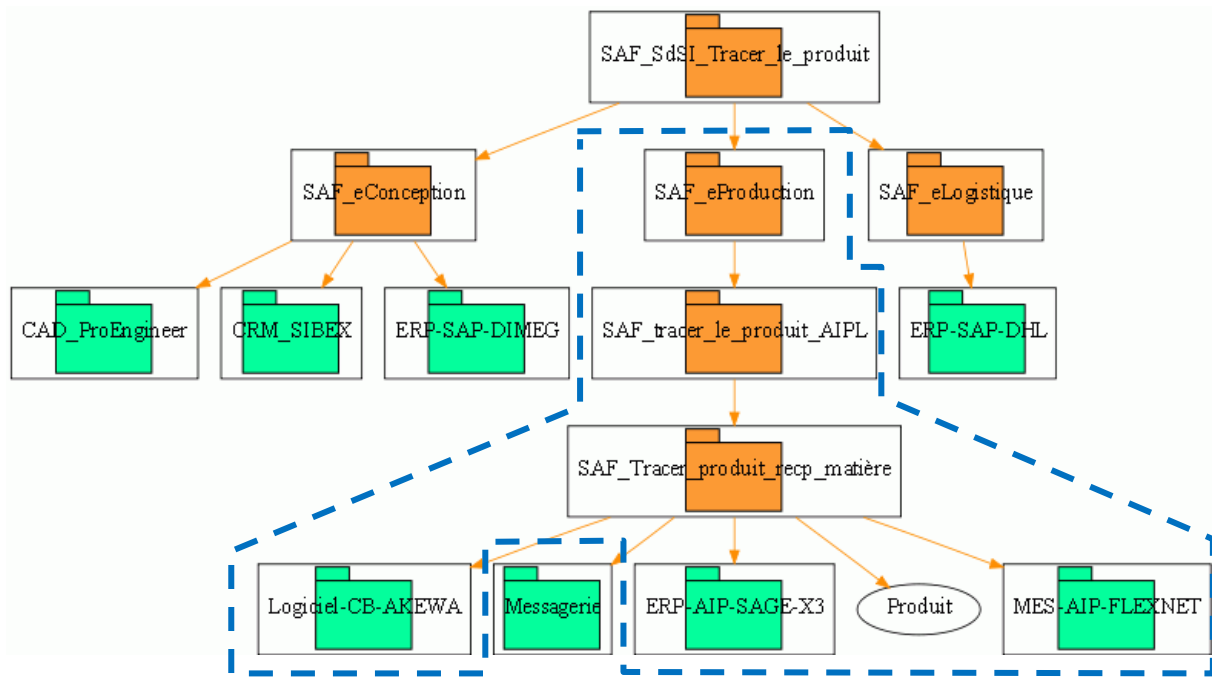 SAF_SdSI_Tracer_le_produit
SAF_eConception
SAF_eProduction
SAF_eLogistique
CAD_ProEngineer
CRM_SIBEX
ERP-SAP-DIMEG
SAF_tracer_le_produit_AIPL
ERP-SAP-DHL
SAF_Tracer_produit_recp_matière
Logiciel-CB-AKEWA
Messagerie
ERP-AIP-SAGE-X3
Produit
MES-AIP-FLEXNET